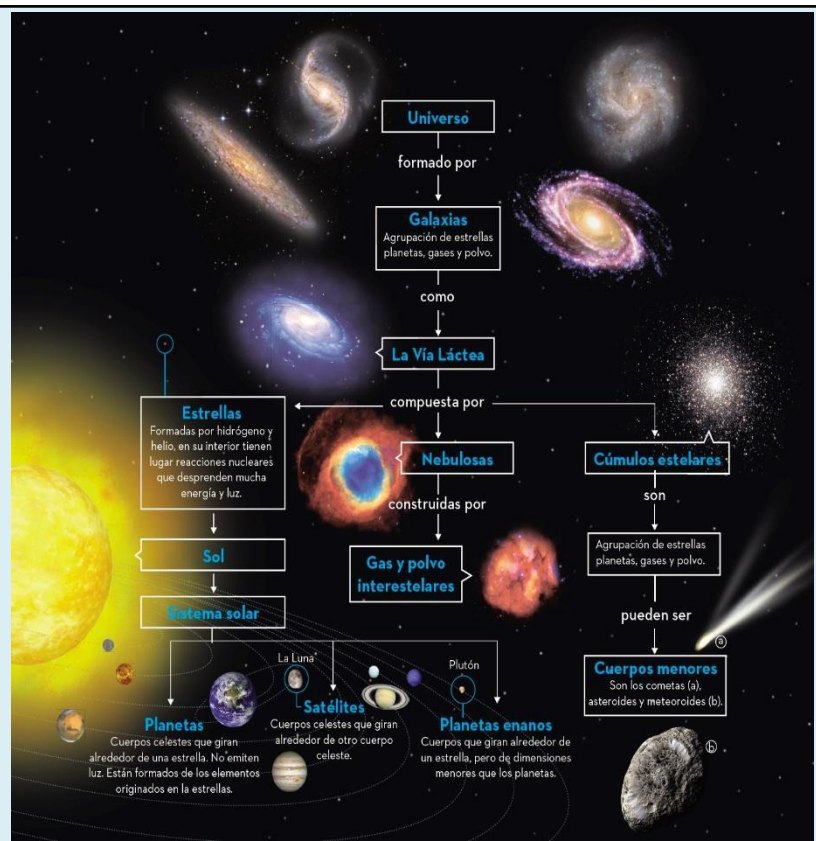 Universo
formado por
Galaxias
Agrupación de estrellas
planetas, gases y polvo.
como
La Vía Láctea
compuesta por
Estrellas
Formadas por hidrógeno y
helio, en su interior tienen
lugar reacciones nucleares
que desprenden mucha
energía y luz.
Sol
Sistema solar
Nebulosas
construidas por
Gas y polvo
interestelares
Cúmulos estelares
son
Agrupación de estrellas
planetas, gases y polvo.
pueden ser
a
Cuerpos menores
Son los cometas (a),
asteroides y meteoroides (b).
b
Planetas
Cuerpos celestes que giran
alrededor de una estrella. No emiten
luz. Están formados de los elementos
originados en la estrellas.
La Luna
Satélites
Cuerpos celestes que giran
alrededor de otro cuerpo
celeste.
Plutón
Planetas enanos
Cuerpos que giran alrededor de
un estrella, pero de dimensiones
menores que los planetas.